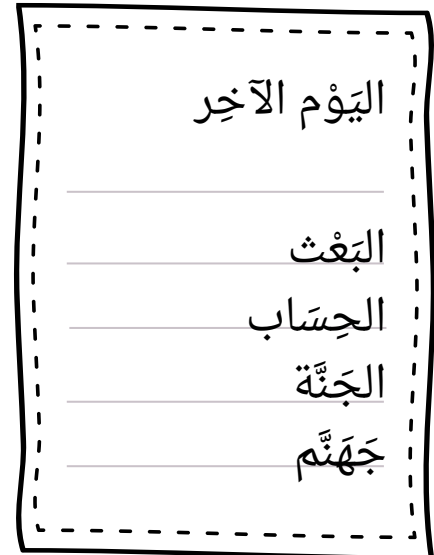 اليَوْم الآخِر
البَعْث
الحِسَاب
الجَنَّة
جَهَنَّم